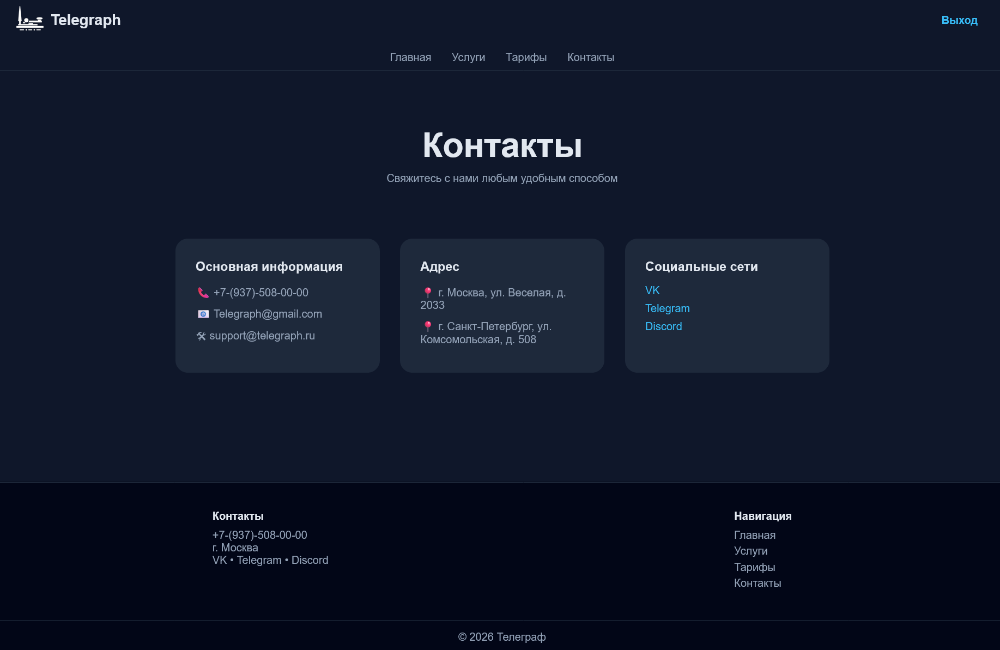 Telegraph
Выход
Главная
Услуги
Тарифы
Контакты
Контакты
Свяжитесь с нами любым удобным способом
Основная информация
📞 +7-(937)-508-00-00
📧 Telegraph@gmail.com
🛠 support@telegraph.ru
Адрес
📍 г. Москва, ул. Веселая, д.
2033
📍 г. Санкт-Петербург, ул.
Комсомольская, д. 508
Социальные сети
VK
Telegram
Discord
Контакты
+7-(937)-508-00-00
г. Москва
VK • Telegram • Discord
Навигация
Главная
Услуги
Тарифы
Контакты
© 2026 Телеграф